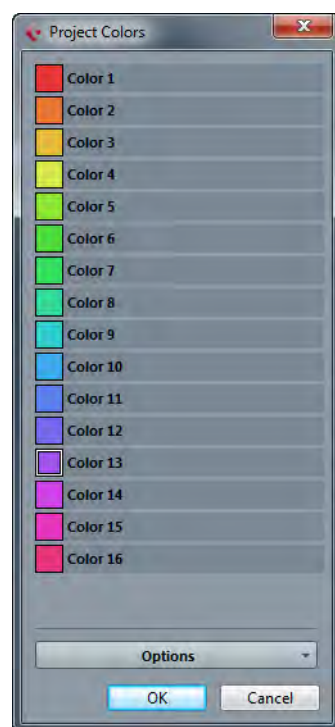 Project Colors
Color 1
Color 2
Color 3
Color 4
Color 5
Color 6
Color 7
Color 8
Color 9
Color 10
Color 11
Color 12
Color 13
Color 14
Color 15
Color 16
Options
OK Cancel